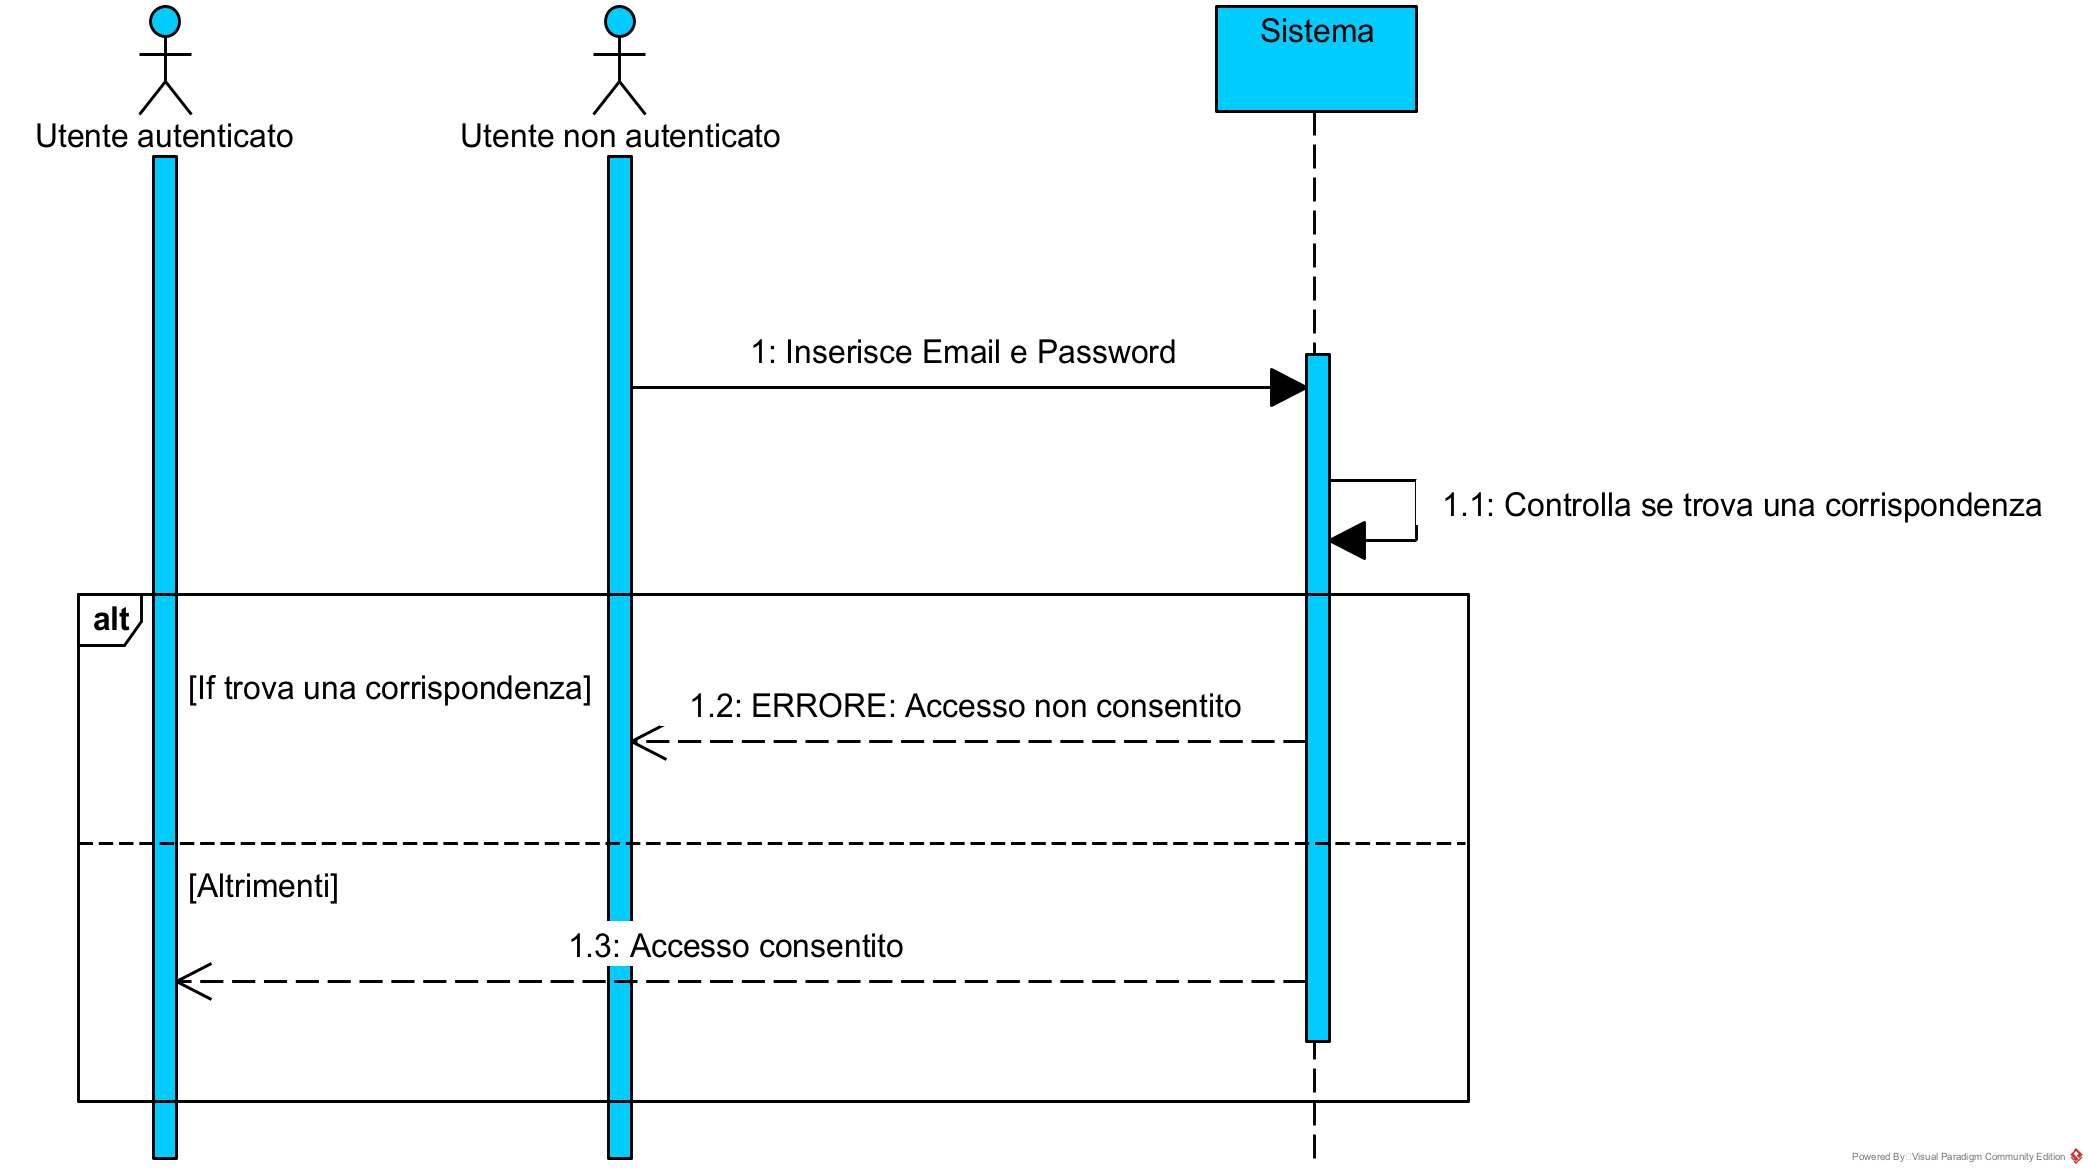 Sistema
Utente autenticato
Utente non autenticato
1: Inserisce Email e Password
1.1: Controlla se trova una corrispondenza
alt
[If trova una corrispondenza]
1.2: ERRORE: Accesso non consentito
[Altrimenti]
1.3: Accesso consentito
Powered By Visual Paradigm Community Edition